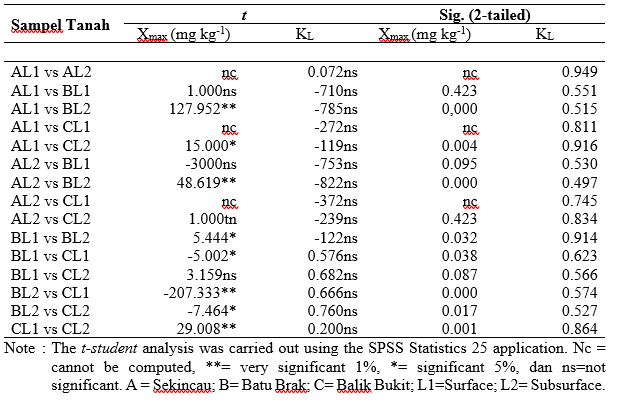 Sampel Tanah t Sig. (2-tailed)
Xmax (mg kg-1) KL Xmax (mg kg-1) KL
AL1 vs AL2 nc 0.072ns nc 0.949
AL1 vs BL1 1.000ns -710ns 0.423 0.551
AL1 vs BL2 127.952** -785ns 0,000 0.515
AL1 vs CL1 nc -272ns nc 0.811
AL1 vs CL2 15.000* -119ns 0.004 0.916
AL2 vs BL1 -3000ns -753ns 0.095 0.530
AL2 vs BL2 48.619** -822ns 0.000 0.497
AL2 vs CL1 nc -372ns nc 0.745
AL2 vs CL2 1.000tn -239ns 0.423 0.834
BL1 vs BL2 5.444* -122ns 0.032 0.914
BL1 vs CL1 -5.002* 0.576ns 0.038 0.623
BL1 vs CL2 3.159ns 0.682ns 0.087 0.566
BL2 vs CL1 -207.333** 0.666ns 0.000 0.574
BL2 vs CL2 -7.464* 0.760ns 0.017 0.527
CL1 vs CL2 29.008** 0.200ns 0.001 0.864
Note : The t-student analysis was carried out using the SPSS Statistics 25 application. Nc =
cannot be computed, **= very significant 1%, *= significant 5%, dan ns=not
significant. A = Sekincau; B= Batu Brak; C= Balik Bukit; L1=Surface; L2= Subsurface.